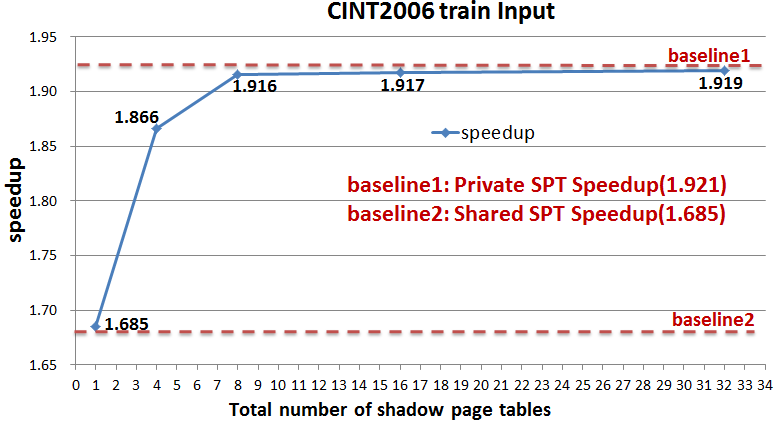 CINT2006 train Input
1.95
baseline1
1.90
1.916
1.917
1.919
1.866
speedup
1.85
baseline1: Private SPT Speedup(1.921)
1.80
baseline2: Shared SPT Speedup(1.685)
speedup
1.75
1.70
1.685
baseline2
1.65
0 1 2 3 4 5 6 7 8 9 10 11 12 13 14 15 16 17 18 19 20 21 22 23 24 25 26 27 28 29 30 31 32 33 34
Total number of shadow page tables